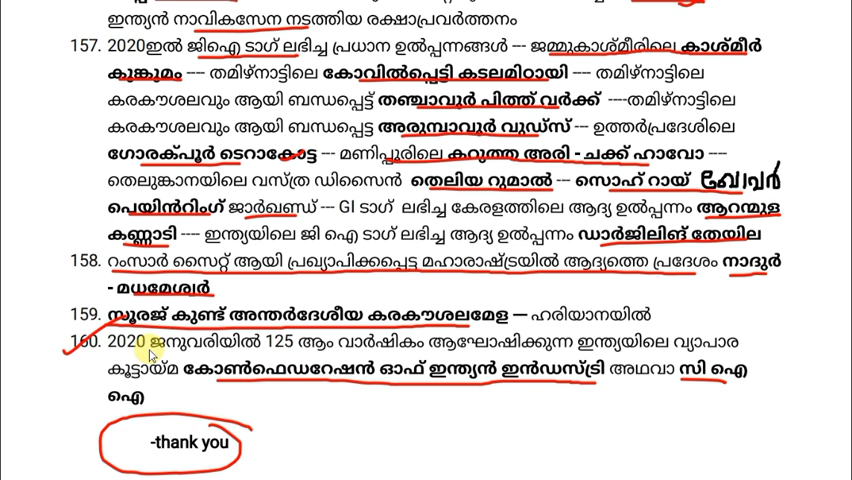 ഇന്ത്യൻ നാവികസേന നടത്തിയ രക്ഷാപ്രവർത്തനം
157. 2020ഇൽ ജിഐ ടാഗ് ലഭിച്ച പ്രധാന ഉൽപ്പന്നങ്ങൾ --- ജമ്മുകാശ്മീരിലെ കാശ്മീർ
കുങ്കുമം ---- തമിഴ്നാട്ടിലെ കോവിൽപ്പെട്ടി കടലമിഠായി ---- തമിഴ്നാട്ടിലെ
കരകൗശലവും ആയി ബന്ധപ്പെട്ട് തഞ്ചാവൂർ പിത്ത് വർക്ക് ----തമിഴ്നാട്ടിലെ
കരകൗശലവും ആയി ബന്ധപ്പെട്ട അരുമ്പാവൂർ വുഡ്സ് --- ഉത്തർപ്രദേശിലെ
ഗോരക്പൂർ ടെറാകോട്ട --- മണിപ്പൂരിലെ കറുത്ത അരി - ചക്ക് ഹാവോ ----
തെലുങ്കാനയിലെ വസ്ത്ര ഡിസൈൻ തെലിയ റുമാൽ --- സൊഹ് റായ് ഖോവർ
പെയിൻറിംഗ് ജാർഖണ്ഡ് --- GI ടാഗ് ലഭിച്ച കേരളത്തിലെ ആദ്യ ഉൽപ്പന്നം ആറന്മുള
കണ്ണാടി ---- ഇന്ത്യയിലെ ജി ഐ ടാഗ് ലഭിച്ച ആദ്യ ഉൽപ്പന്നം ഡാർജിലിങ് തേയില
158. റംസാർ സൈറ്റ് ആയി പ്രഖ്യാപിക്കപ്പെട്ട മഹാരാഷ്ട്രയിൽ ആദ്യത്തെ പ്രദേശം നാദുർ
- മധമേശ്വർ
159. സൂരജ് കുണ്ട് അന്തർദേശീയ കരകൗശലമേള — ഹരിയാനയിൽ
160. 2020 ജനുവരിയിൽ 125 ആം വാർഷികം ആഘോഷിക്കുന്ന ഇന്ത്യയിലെ വ്യാപാര
കൂട്ടായ്മ കോൺഫെഡറേഷൻ ഓഫ് ഇന്ത്യൻ ഇൻഡസ്ട്രി അഥവാ സി ഐ
ഐ
-thank you